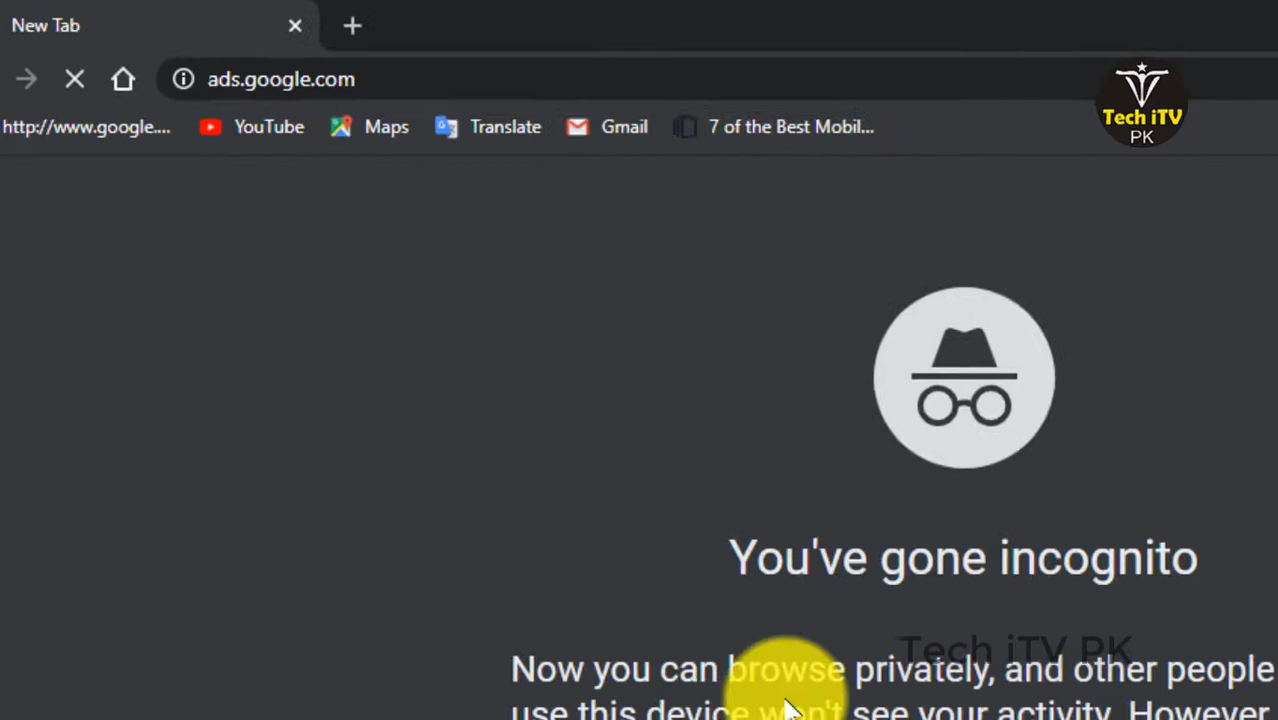 New Tab
ads.google.com
http://www.google.... YouTube Maps Translate Gmail 7 of the Best Mobil...
Tech iTV
PK
You've gone incognito
Tech iTV PK
Now you can browse privately, and other people
use this device won't see your activity. However